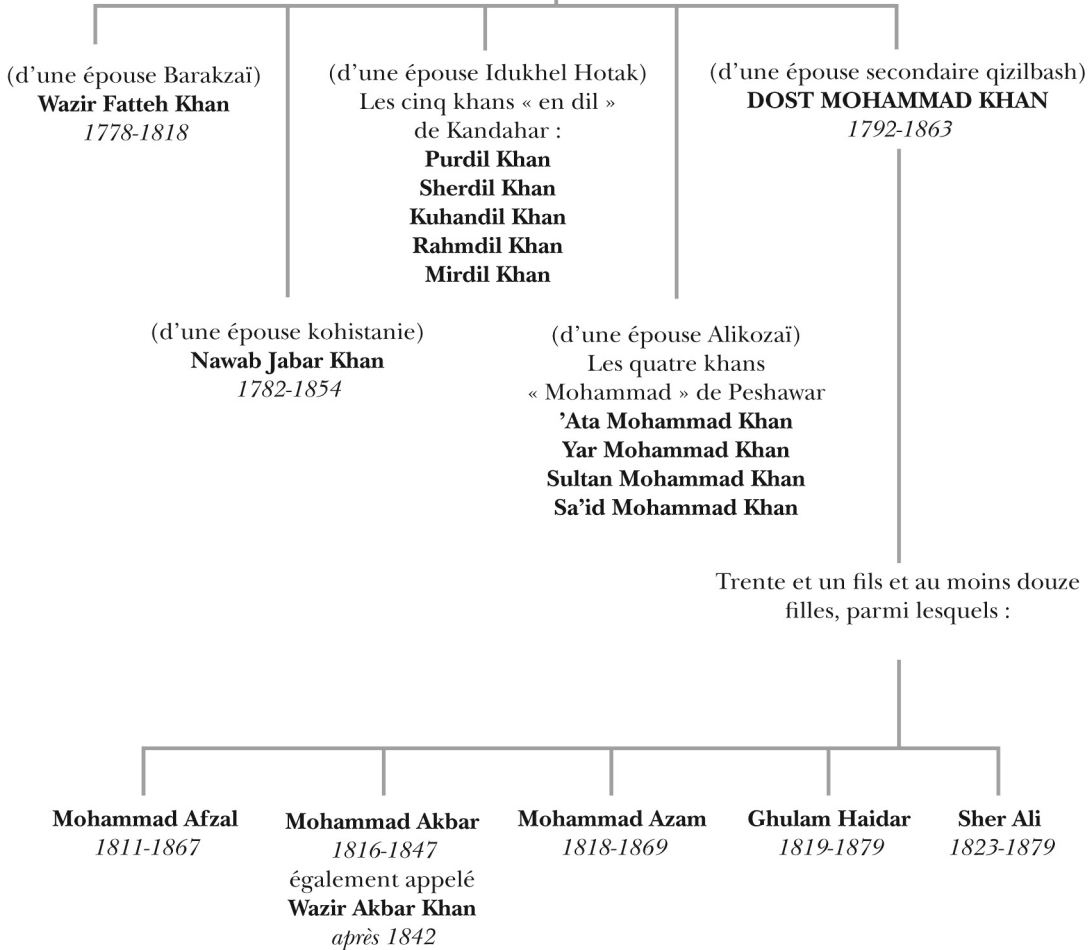 (d’une épouse Barakzaï)
Wazir Fatteh Khan
1778-1818
(d’une épouse Idukhel Hotak)
Les cinq khans « en dil »
de Kandahar :
Purdil Khan
Sherdil Khan
Kuhandil Khan
Rahmdil Khan
Mirdil Khan
(d’une épouse secondaire qizilbash)
DOST MOHAMMAD KHAN
1792-1863
(d’une épouse kohistanie)
Nawab Jabar Khan
1782-1854
(d’une épouse Alikozaï)
Les quatre khans
« Mohammad » de Peshawar
’Ata Mohammad Khan
Yar Mohammad Khan
Sultan Mohammad Khan
Sa’id Mohammad Khan
Trente et un fils et au moins douze
filles, parmi lesquels :
Mohammad Afzal
1811-1867
Mohammad Akbar
1816-1847
également appelé
Wazir Akbar Khan
après 1842
Mohammad Azam
1818-1869
Ghulam Haidar
1819-1879
Sher Ali
1823-1879